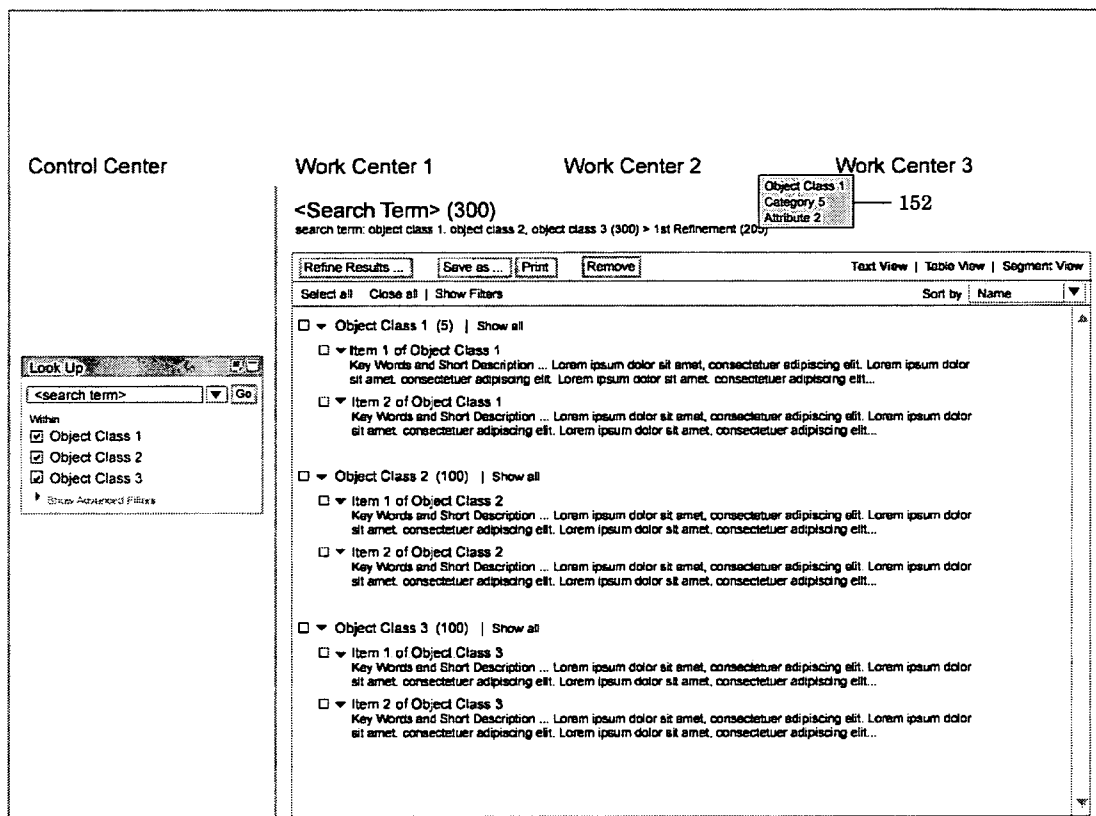 Control Center
Work Center 1
Work Center 2
Work Center 3
Object Class 1
Category 5
Attribute 2
152
<Search Term> (300)
search term: object class 1. object class 2, object class 3 (300) > 1st Refinement (205)
Refine Results ...
Save as ...
Print
Remove
Text View | Table View | Segment View
Select all
Close all | Show Filters
Sort by
Name
Object Class 1 (5) | Show all
Item 1 of Object Class 1
Key Words and Short Description ... Lorem ipsum dolor sit amet, consectetuer adipiscing elit. Lorem ipsum dolor
sit amet. consectetuer adipiscing elit. Lorem ipsum dolor sit amet, consectetuer adipiscing elit...
Item 2 of Object Class 1
Key Words and Short Description ... Lorem ipsum dolor sit amet, consectetuer adipiscing elit. Lorem ipsum dolor
sit amet. consectetuer adipiscing elit. Lorem ipsum dolor sit amet, consectetuer adipiscing elit...
Look Up
<search term>
Go
Within
Object Class 1
Object Class 2
Object Class 3
Show Advanced Filters
Object Class 2 (100) | Show all
Item 1 of Object Class 2
Key Words and Short Description ... Lorem ipsum dolor sit amet, consectetuer adipiscing elit. Lorem ipsum dolor
sit amet. consectetuer adipiscing elit. Lorem ipsum dolor sit amet, consectetuer adipiscing elit...
Item 2 of Object Class 2
Key Words and Short Description ... Lorem ipsum dolor sit amet, consectetuer adipiscing elit. Lorem ipsum dolor
sit amet. consectetuer adipiscing elit. Lorem ipsum dolor sit amet, consectetuer adipiscing elit...
Object Class 3 (100) | Show all
Item 1 of Object Class 3
Key Words and Short Description ... Lorem ipsum dolor sit amet, consectetuer adipiscing elit. Lorem ipsum dolor
sit amet. consectetuer adipiscing elit. Lorem ipsum dolor sit amet, consectetuer adipiscing elit...
Item 2 of Object Class 3
Key Words and Short Description ... Lorem ipsum dolor sit amet, consectetuer adipiscing elit. Lorem ipsum dolor
sit amet. consectetuer adipiscing elit. Lorem ipsum dolor sit amet, consectetuer adipiscing elit...